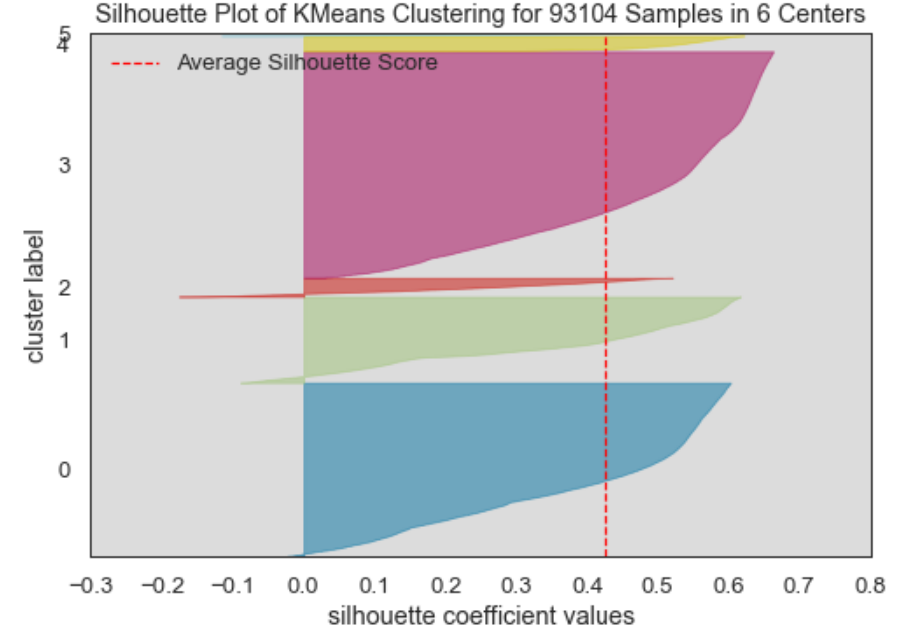 Silhouette Plot of KMeans Clustering for 93104 Samples in 6 Centers
Average Silhouette Score
cluster label
5
4
3
2
1
0
−0.3 −0.2 −0.1 0.0 0.1 0.2 0.3 0.4 0.5 0.6 0.7 0.8
silhouette coefficient values